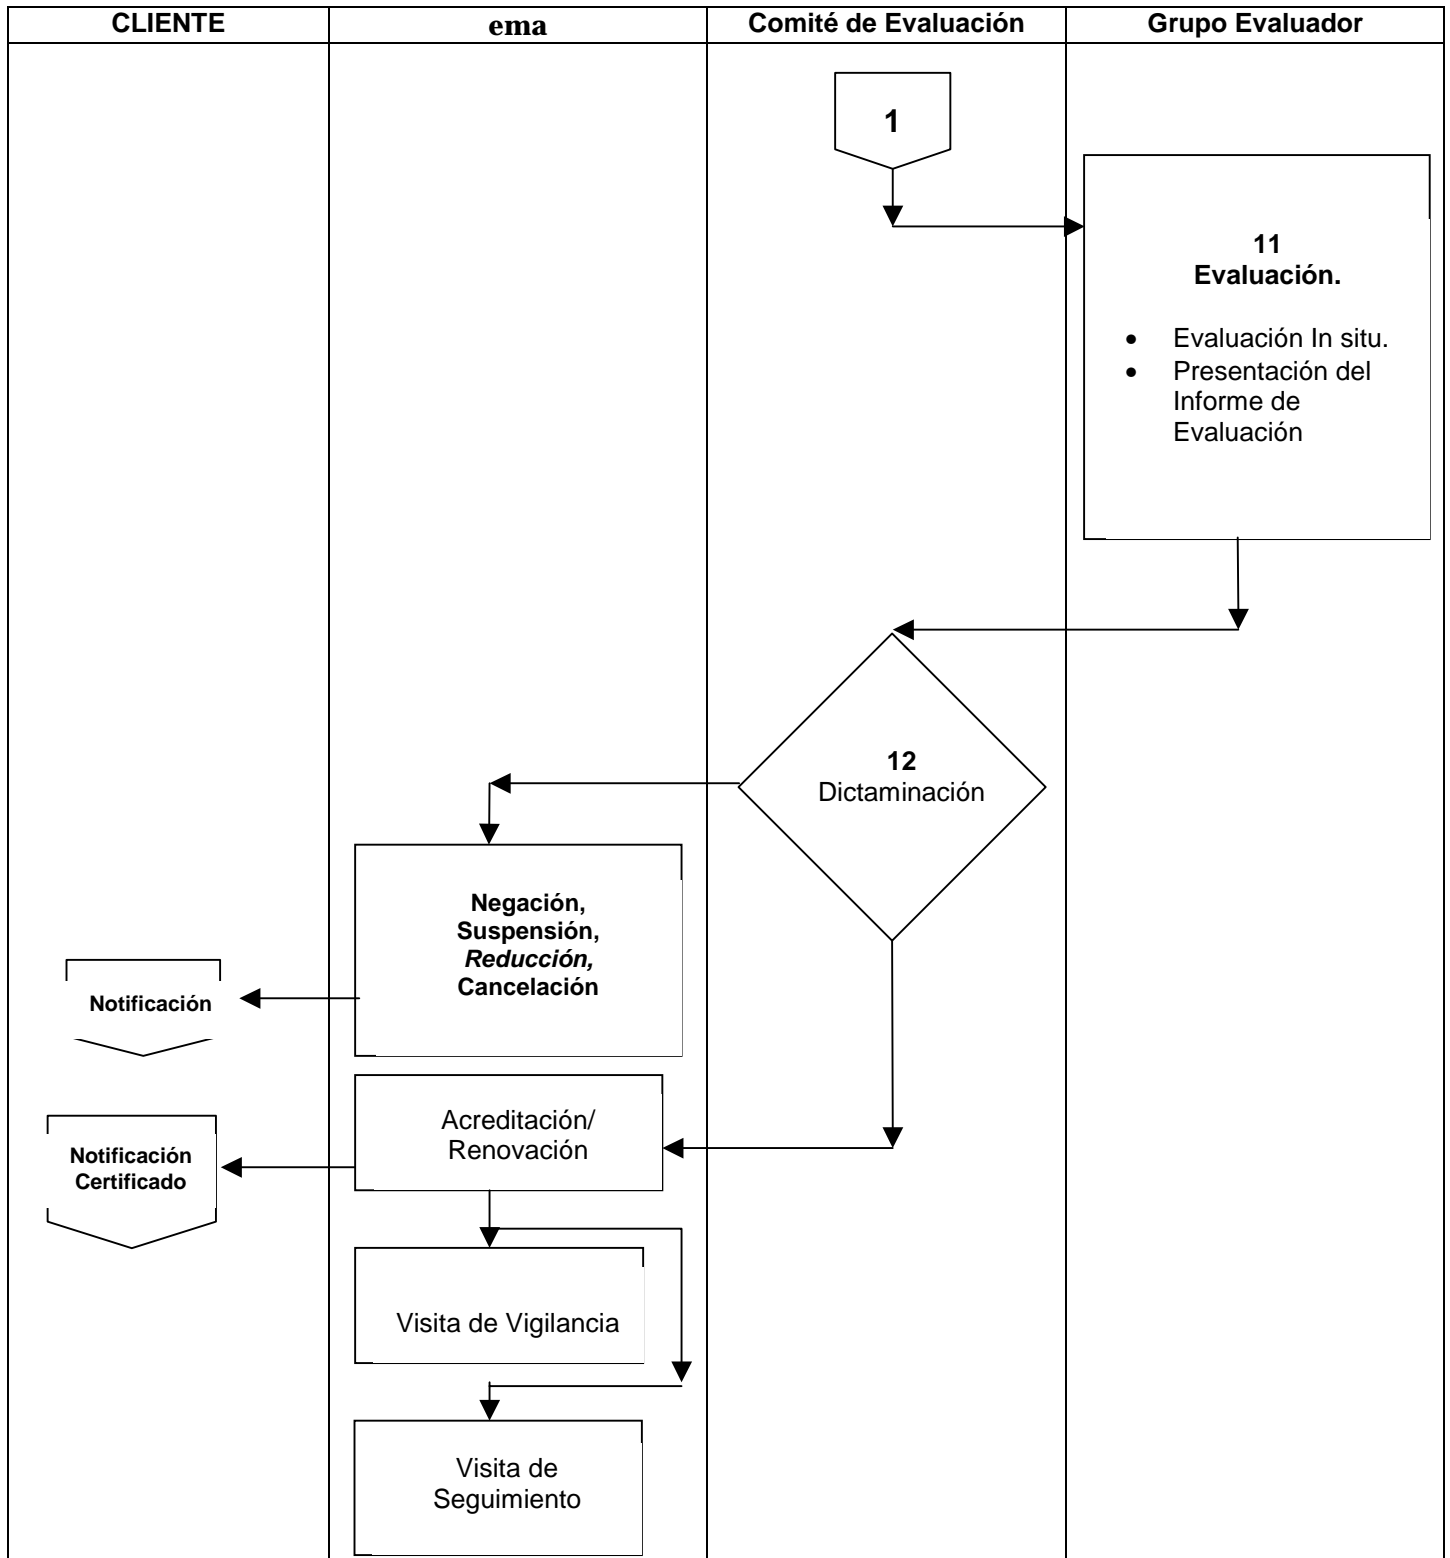 CLIENTE
ema
Comité de Evaluación
Grupo Evaluador
1
11
Evaluación.
• Evaluación In situ.
• Presentación del
Informe de
Evaluación
12
Dictaminación
Negación,
Suspensión,
Reducción,
Cancelación
Notificación
Acreditación/
Renovación
Notificación
Certificado
Visita de Vigilancia
Visita de
Seguimiento